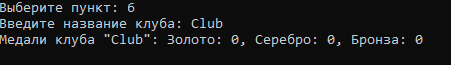 Выберите пункт: 6
Введите название клуба: Club
Медали клуба "Club": Золото: 0, Серебро: 0, Бронза: 0